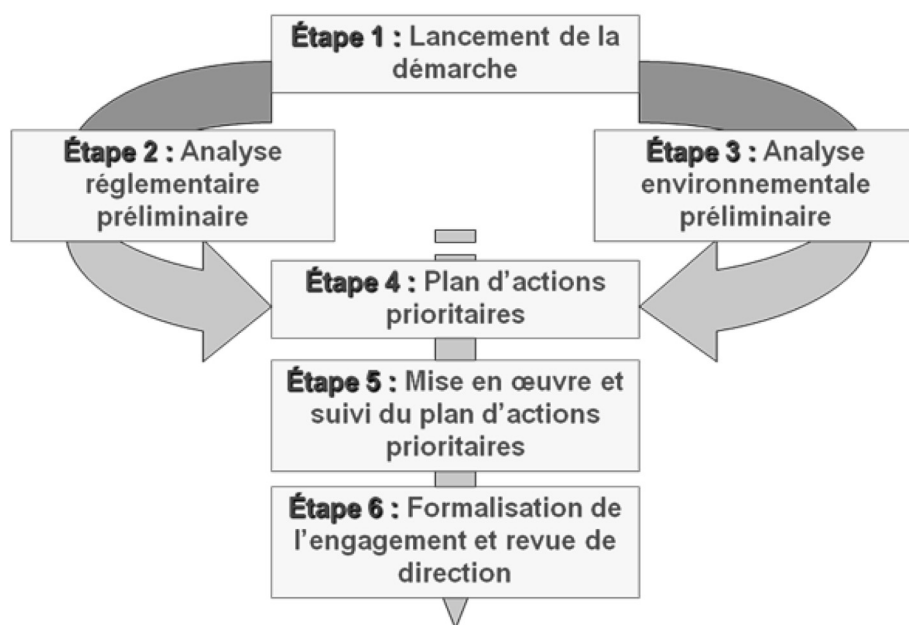 Étape 1 : Lancement de la
démarche
Étape 2 : Analyse
réglementaire
préliminaire
Étape 3 : Analyse
environnementale
préliminaire
Étape 4 : Plan d’actions
prioritaires
Étape 5 : Mise en œuvre et
suivi du plan d’actions
prioritaires
Étape 6 : Formalisation de
l’engagement et revue de
direction